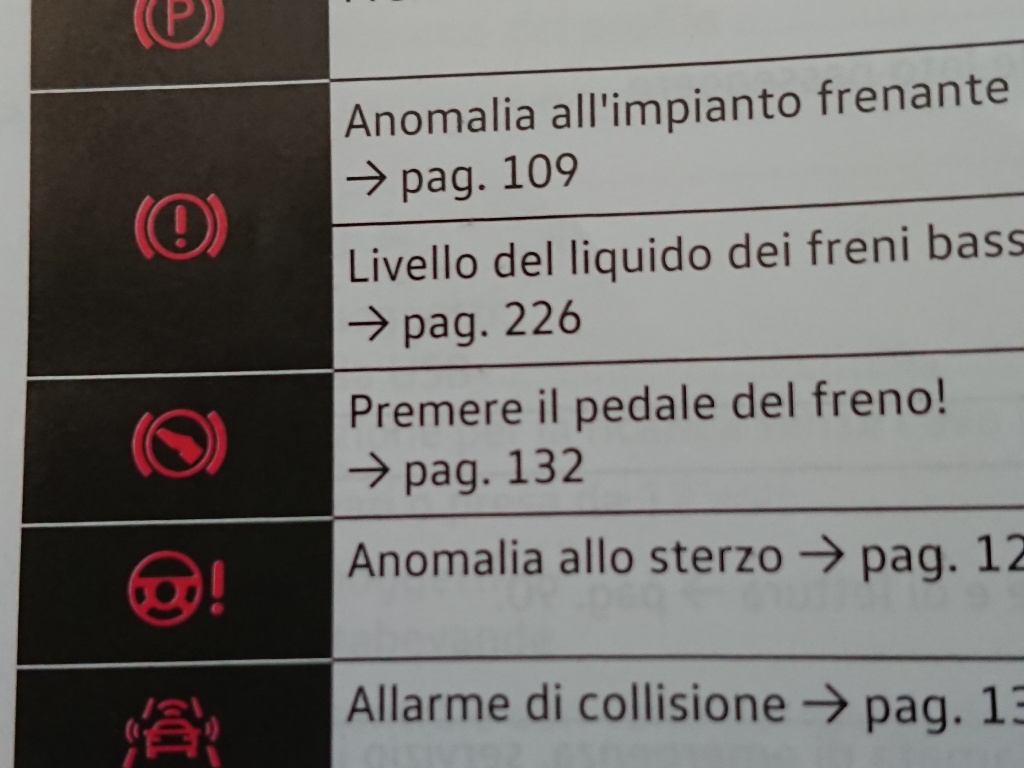 P
Anomalia all'impianto frenante
→ pag. 109
Livello del liquido dei freni bass
→ pag. 226
Premere il pedale del freno!
→ pag. 132
Anomalia allo sterzo → pag. 12
Allarme di collisione → pag. 13